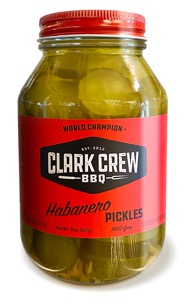 • WORLD CHAMPION •
EST. 2012
CLARK CREW
BBQ
Habanero
PICKLES